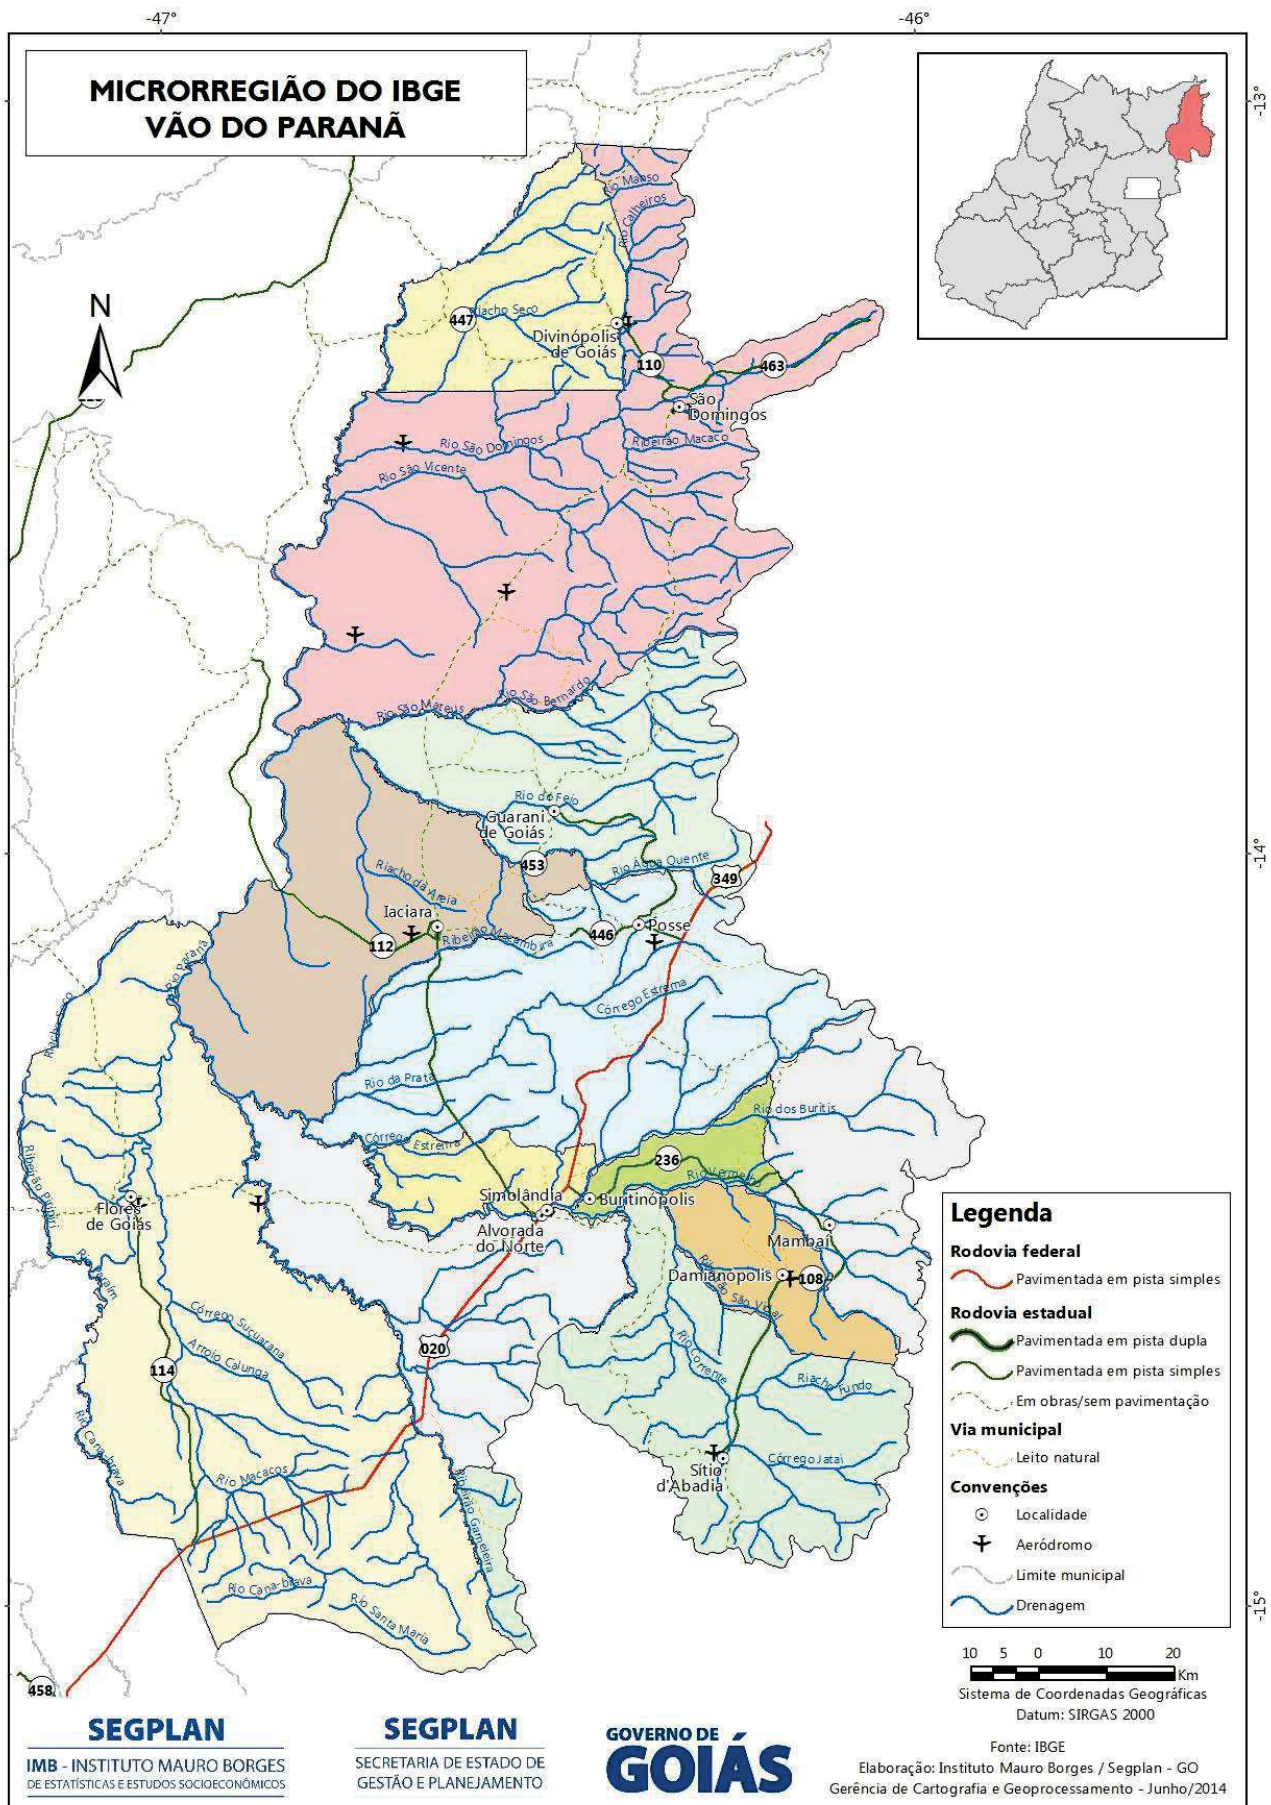 -47°
-46°
MICRORREGIÃO DO IBGE
VÃO DO PARANÃ
-13°
Rio Manso
Rio Calheiros
N
447
Riacho Seco
Divinópolis
de Goiás
110
463
São
Domingos
Rio São Domingos
Ribeirão Macaco
Rio São Vicente
Rio São Bernardo
Rio São Mateus
Rio do Feio
Guarani
de Goiás
453
Rio Água Quente
349
-14°
Riacho da Areia
Iaciara
112
Ribeirão Macambira
446
Posse
Rio Paranã
Riacho Seco
Córrego Estrema
Rio da Prata
Rio dos Buritis
Córrego Estrema
236
Rio Vermelho
Simolândia
Buritinópolis
Flores
de Goiás
Alvorada
do Norte
Mambaí
Damianópolis
108
Córrego Suçuarana
Arroio Calunga
020
Rio Corrente
114
Riacho Fundo
Rio Cana-brava
Rio Macacos
Sítio
d'Abadia
Córrego Jataí
Ribeirão Gameleira
Rio Cana-brava
Rio Santa Maria
458
Legenda
Rodovia federal
Pavimentada em pista simples
Rodovia estadual
Pavimentada em pista dupla
Pavimentada em pista simples
Em obras/sem pavimentação
Via municipal
Leito natural
Convenções
Localidade
Aeródromo
Limite municipal
Drenagem
-15°
10 5 0 10 20
Km
Sistema de Coordenadas Geográficas
Datum: SIRGAS 2000
SEGPLAN
IMB - INSTITUTO MAURO BORGES
DE ESTATÍSTICAS E ESTUDOS SOCIOECONÔMICOS
SEGPLAN
SECRETARIA DE ESTADO DE
GESTÃO E PLANEJAMENTO
GOVERNO DE
GOIÁS
Fonte: IBGE
Elaboração: Instituto Mauro Borges / Segplan - GO
Gerência de Cartografia e Geoprocessamento - Junho/2014